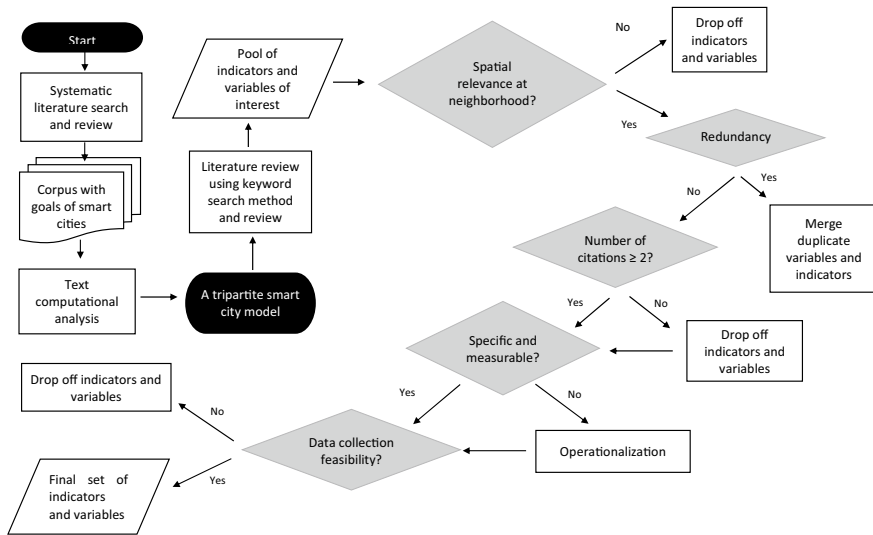 Start
Systematic
literature search
and review
Corpus with
goals of smart
cities
Text
computational
analysis
A tripartite smart
city model
Literature review
using keyword
search method
and review
Pool of
indicators and
variables of
interest
Spatial
relevance at
neighborhood?
No
Drop off
indicators
and variables
Yes
Redundancy
Yes
Merge
duplicate
variables and
indicators
No
Number of
citations ≥ 2?
No
Drop off
indicators and
variables
Yes
Specific and
measurable?
No
Operationalization
Yes
Data collection
feasibility?
No
Drop off indicators and
variables
Yes
Final set of
indicators
and variables